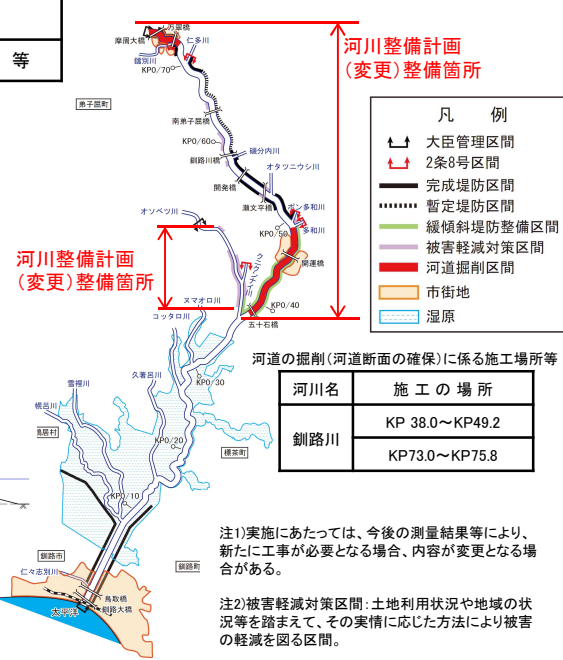 等
万翠橋
摩周大橋
仁多川
鐺別川
KP0/70
弟子屈町
南弟子屈橋
KP0/60
磯分内川
釧路川橋
オタツニウシ川
開発橋
瀬文平橋
ポン多和川
多和川
オソベツ川
KP0/50
開運橋
ヌマオロ川
コッタロ川
KP0/40
五十石橋
久著呂川
KP0/30
雪裡川
幌呂川
鶴居村
KP0/20
標茶町
KP0/10
釧路市
釧路町
仁々志別川
鳥取橋
釧路大橋
太平洋
河川整備計画
(変更)整備箇所
河川整備計画
(変更)整備箇所
凡 例
大臣管理区間
2条8号区間
完成堤防区間
暫定堤防区間
緩傾斜堤防整備区間
被害軽減対策区間
河道掘削区間
市街地
湿原
河道の掘削(河道断面の確保)に係る施工場所等
河川名 施工の場所
釧路川 KP 38.0～KP49.2
KP73.0～KP75.8
注1)実施にあたっては、今後の測量結果等により、
新たに工事が必要となる場合、内容が変更となる場
合がある。
注2)被害軽減対策区間:土地利用状況や地域の状
況等を踏まえて、その実情に応じた方法により被害
の軽減を図る区間。